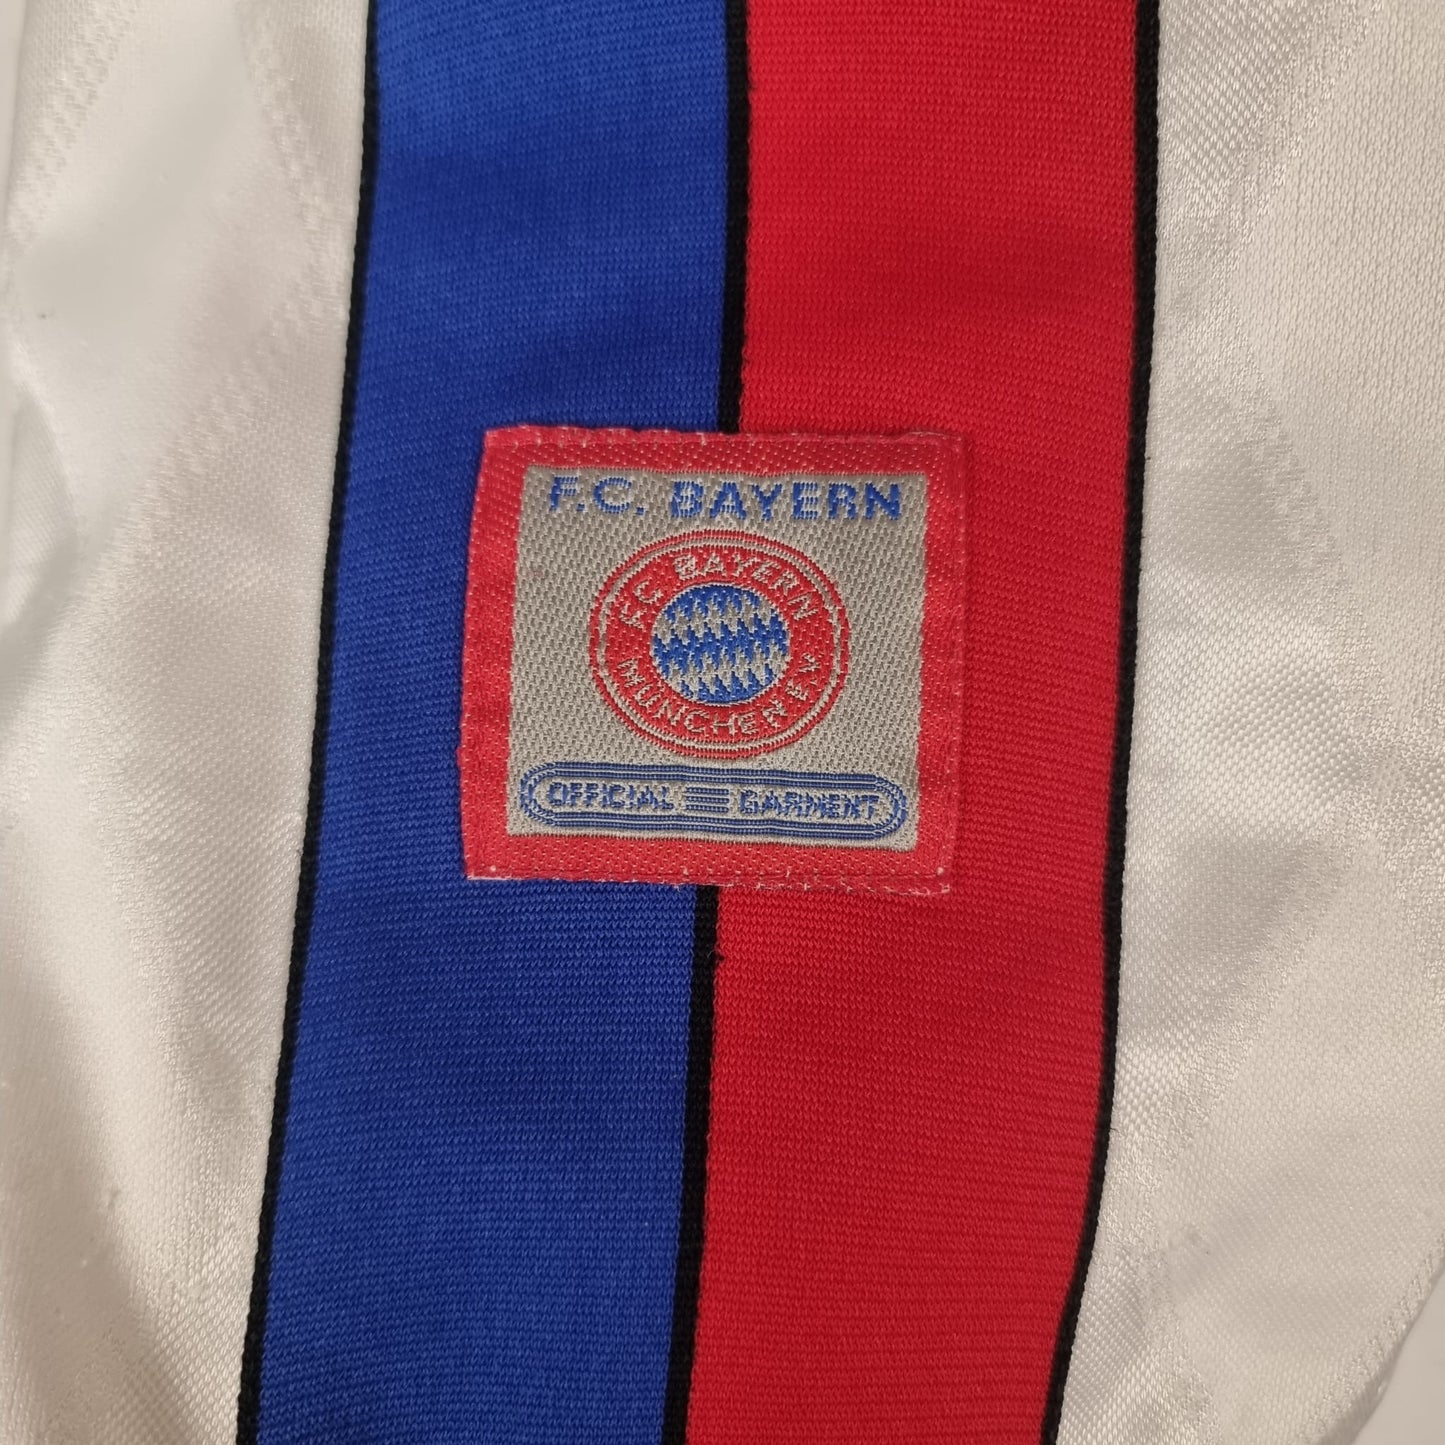 F.C. BAYERN
F.C. BAYERN
MÜNCHEN E.V.
OFFICIAL GARMENT